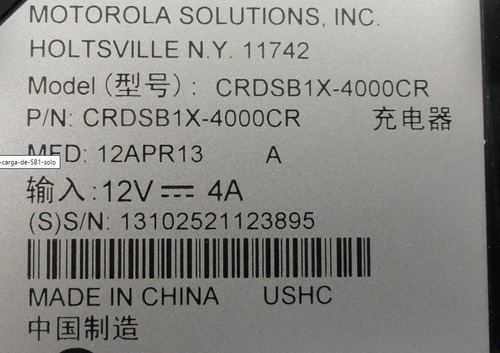 MOTOROLA SOLUTIONS, INC.
HOLTSVILLE N.Y. 11742
Model (型号) : CRDSB1X-4000CR
P/N: CRDSB1X-4000CR 充电器
MFD: 12APR13 A
-carga-de-SB1-solo
输入: 12V ⎓ 4A
(S)S/N: 13102521123895
MADE IN CHINA USHC
中国制造